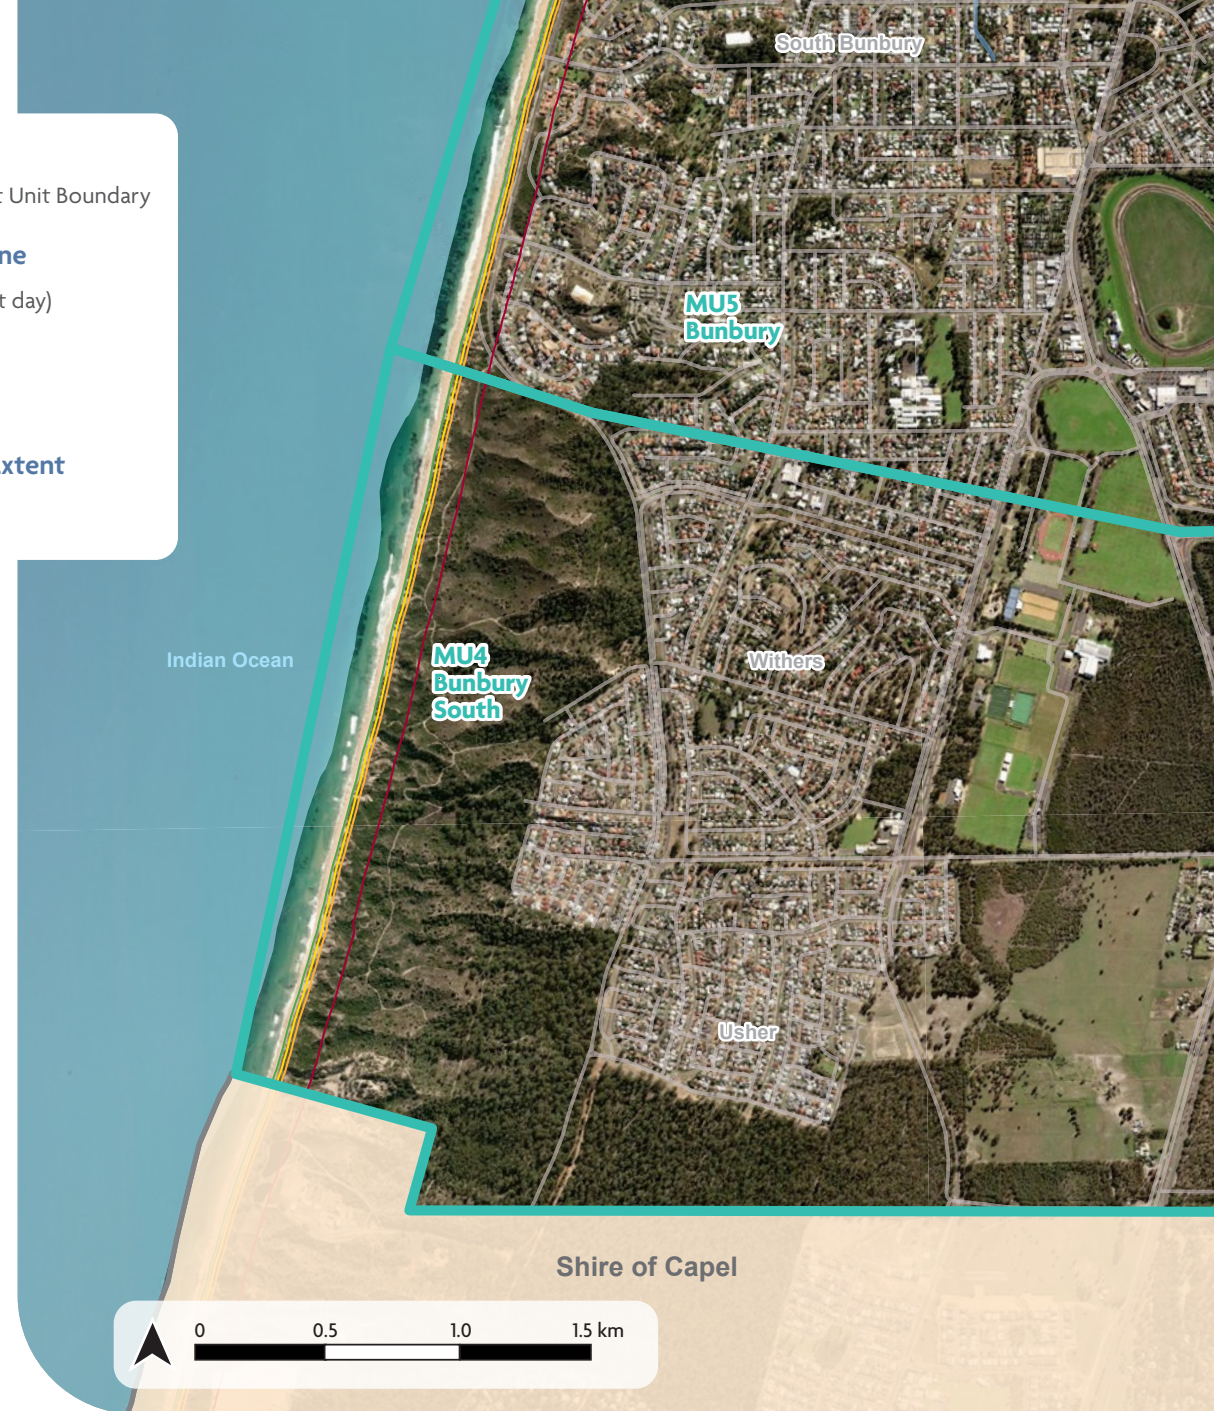 South Bunbury
t Unit Boundary
ne
t day)
MU5
Bunbury
xtent
Indian Ocean
MU4
Bunbury
South
Withers
Usher
Shire of Capel
0 0.5 1.0 1.5 km